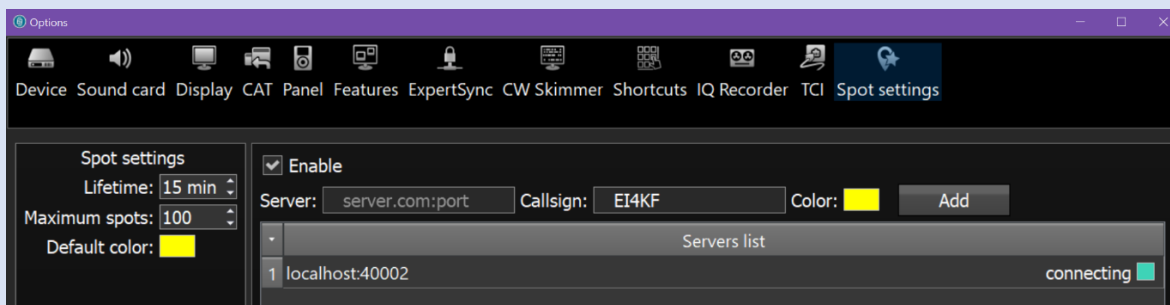 Options
Device Sound card Display CAT Panel Features ExpertSync CW Skimmer Shortcuts IQ Recorder TCI Spot settings
Spot settings
Lifetime: 15 min
Maximum spots: 100
Default color:
Enable
Server: server.com:port Callsign: EI4KF Color: Add
Servers list
1 localhost:40002 connecting